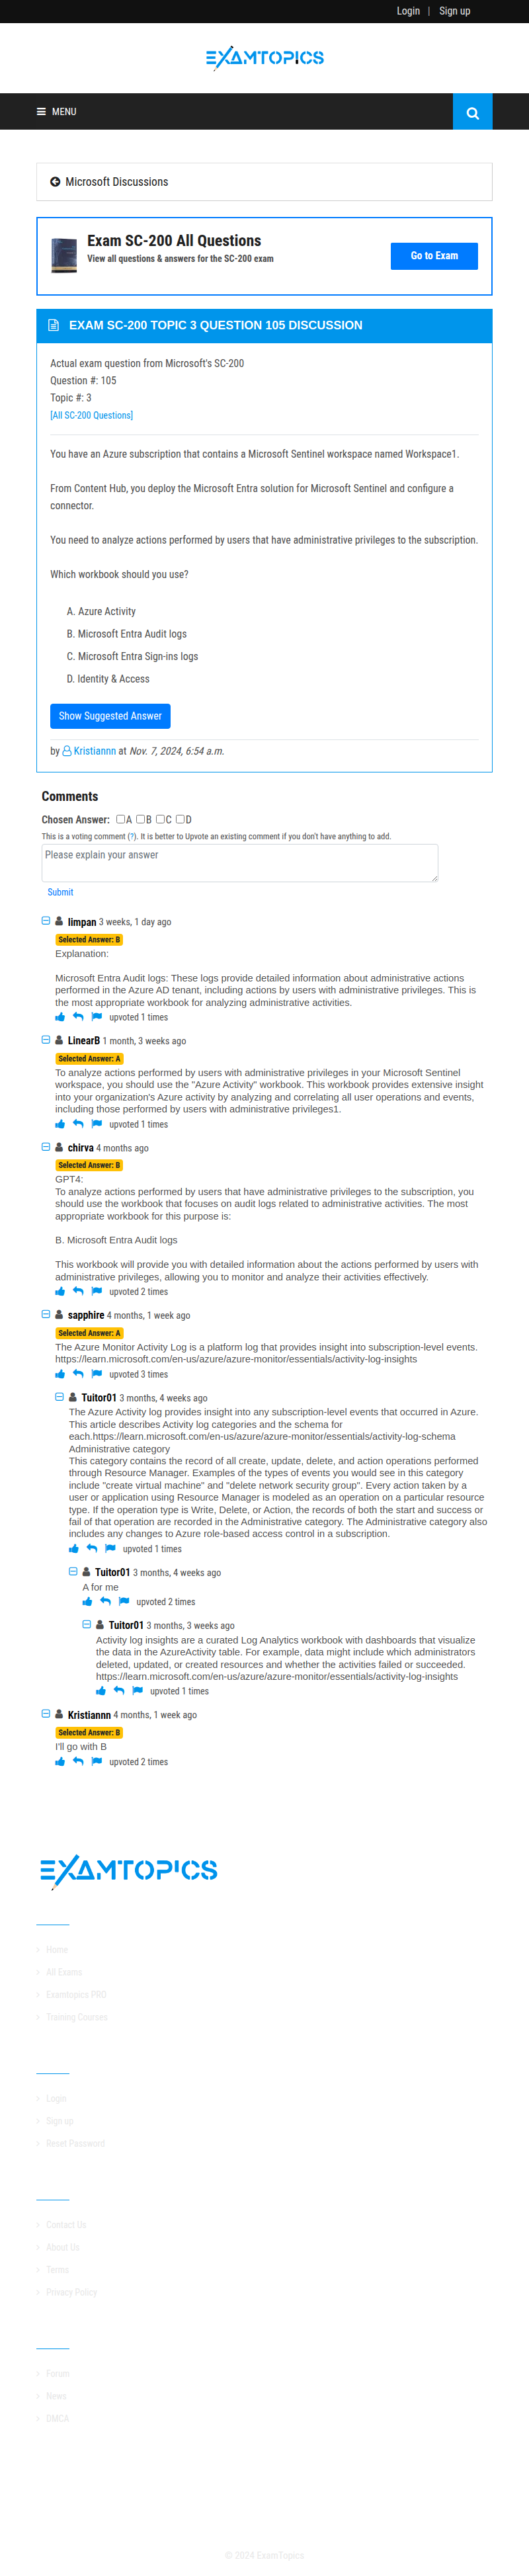 Login | Sign up
EXAMTOPICS
MENU
Microsoft Discussions
Exam SC-200 All Questions
View all questions & answers for the SC-200 exam
Go to Exam
EXAM SC-200 TOPIC 3 QUESTION 105 DISCUSSION
Actual exam question from Microsoft's SC-200
Question #: 105
Topic #: 3
[All SC-200 Questions]
You have an Azure subscription that contains a Microsoft Sentinel workspace named Workspace1.
From Content Hub, you deploy the Microsoft Entra solution for Microsoft Sentinel and configure a
connector.
You need to analyze actions performed by users that have administrative privileges to the subscription.
Which workbook should you use?
A. Azure Activity
B. Microsoft Entra Audit logs
C. Microsoft Entra Sign-ins logs
D. Identity & Access
Show Suggested Answer
by Kristiannn at Nov. 7, 2024, 6:54 a.m.
Comments
Chosen Answer: A B C D
This is a voting comment (?). It is better to Upvote an existing comment if you don't have anything to add.
Please explain your answer
Submit
limpan 3 weeks, 1 day ago
Selected Answer: B
Explanation:
Microsoft Entra Audit logs: These logs provide detailed information about administrative actions
performed in the Azure AD tenant, including actions by users with administrative privileges. This is
the most appropriate workbook for analyzing administrative activities.
upvoted 1 times
LinearB 1 month, 3 weeks ago
Selected Answer: A
To analyze actions performed by users with administrative privileges in your Microsoft Sentinel
workspace, you should use the "Azure Activity" workbook. This workbook provides extensive insight
into your organization's Azure activity by analyzing and correlating all user operations and events,
including those performed by users with administrative privileges1.
upvoted 1 times
chirva 4 months ago
Selected Answer: B
GPT4:
To analyze actions performed by users that have administrative privileges to the subscription, you
should use the workbook that focuses on audit logs related to administrative activities. The most
appropriate workbook for this purpose is:
B. Microsoft Entra Audit logs
This workbook will provide you with detailed information about the actions performed by users with
administrative privileges, allowing you to monitor and analyze their activities effectively.
upvoted 2 times
sapphire 4 months, 1 week ago
Selected Answer: A
The Azure Monitor Activity Log is a platform log that provides insight into subscription-level events.
https://learn.microsoft.com/en-us/azure/azure-monitor/essentials/activity-log-insights
upvoted 3 times
Tuitor01 3 months, 4 weeks ago
The Azure Activity log provides insight into any subscription-level events that occurred in Azure.
This article describes Activity log categories and the schema for
each.https://learn.microsoft.com/en-us/azure/azure-monitor/essentials/activity-log-schema
Administrative category
This category contains the record of all create, update, delete, and action operations performed
through Resource Manager. Examples of the types of events you would see in this category
include "create virtual machine" and "delete network security group". Every action taken by a
user or application using Resource Manager is modeled as an operation on a particular resource
type. If the operation type is Write, Delete, or Action, the records of both the start and success or
fail of that operation are recorded in the Administrative category. The Administrative category also
includes any changes to Azure role-based access control in a subscription.
upvoted 1 times
Tuitor01 3 months, 4 weeks ago
A for me
upvoted 2 times
Tuitor01 3 months, 3 weeks ago
Activity log insights are a curated Log Analytics workbook with dashboards that visualize
the data in the AzureActivity table. For example, data might include which administrators
deleted, updated, or created resources and whether the activities failed or succeeded.
https://learn.microsoft.com/en-us/azure/azure-monitor/essentials/activity-log-insights
upvoted 1 times
Kristiannn 4 months, 1 week ago
Selected Answer: B
I'll go with B
upvoted 2 times
EXAMTOPICS
Home
All Exams
Examtopics PRO
Training Courses
Login
Sign up
Reset Password
Contact Us
About Us
Terms
Privacy Policy
Forum
News
DMCA
© 2024 ExamTopics